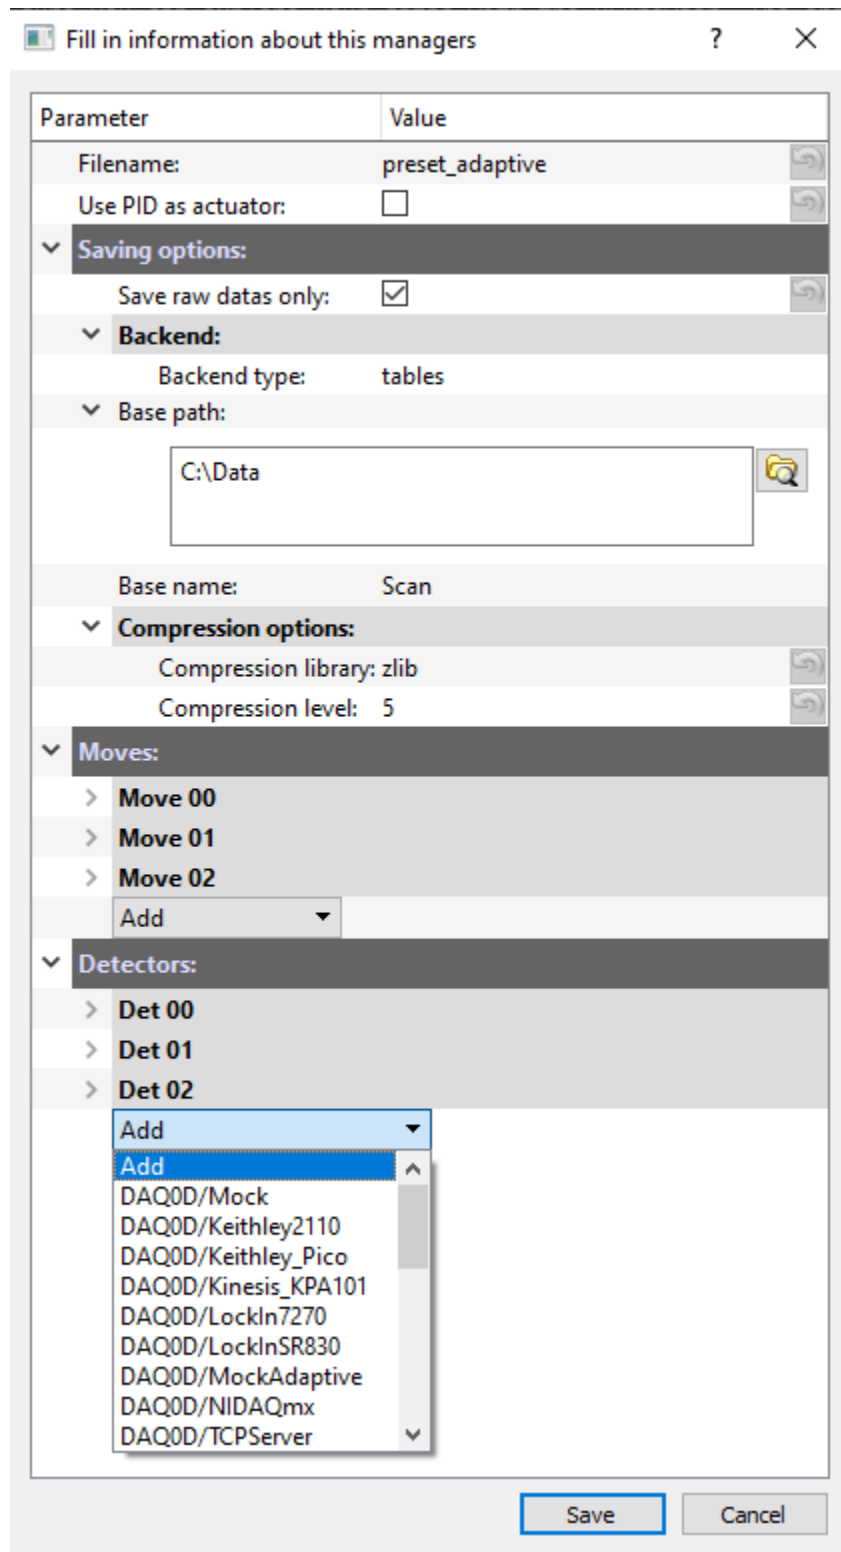 Fill in information about this managers
Parameter Value
Filename: preset_adaptive
Use PID as actuator:
Saving options:
Save raw datas only:
Backend:
Backend type: tables
Base path:
C:\Data
Base name: Scan
Compression options:
Compression library: zlib
Compression level: 5
Moves:
Move 00
Move 01
Move 02
Add
Detectors:
Det 00
Det 01
Det 02
Add
Add
DAQ0D/Mock
DAQ0D/Keithley2110
DAQ0D/Keithley_Pico
DAQ0D/Kinesis_KPA101
DAQ0D/LockIn7270
DAQ0D/LockInSR830
DAQ0D/MockAdaptive
DAQ0D/NIDAQmx
DAQ0D/TCPServer
Save Cancel